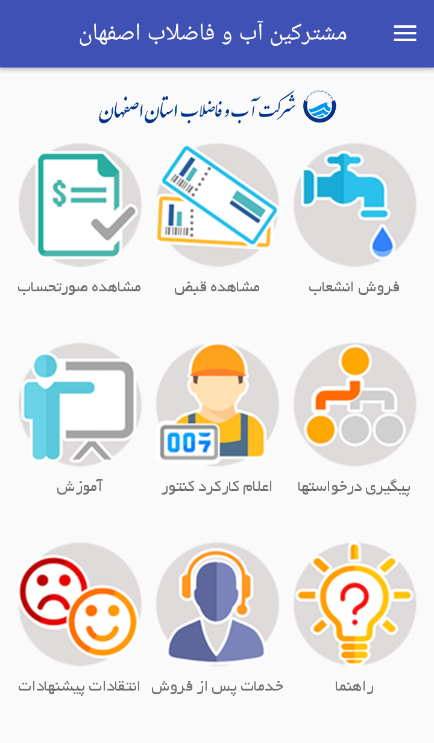 مشترکین آب و فاضلاب اصفهان
شرکت آب و فاضلاب استان اصفهان
فروش انشعاب
مشاهده قبض
مشاهده صورتحساب
$
پیگیری درخواستها
اعلام کارکرد کنتور
007
آموزش
راهنما
?
خدمات پس از فروش
انتقادات پیشنهادات